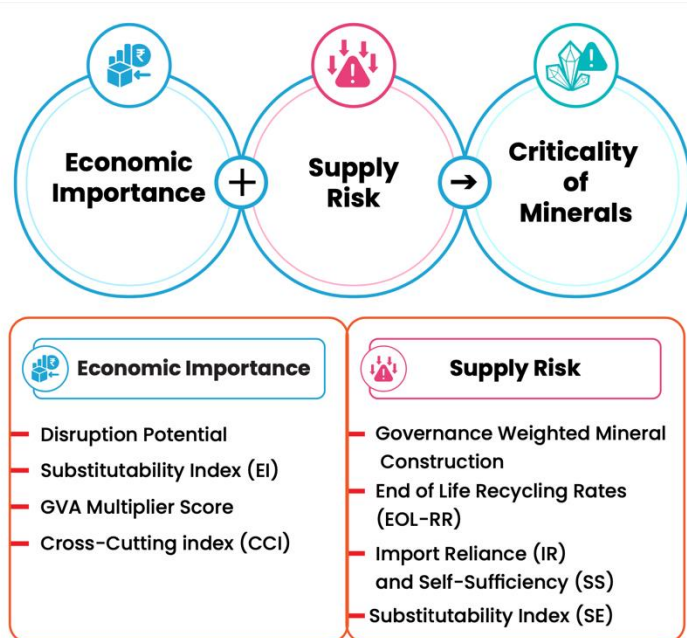 Economic
Importance
+
Supply
Risk
Criticality
of
Minerals
Economic Importance
Disruption Potential
Substitutability Index (EI)
GVA Multiplier Score
Cross-Cutting index (CCI)
Supply Risk
Governance Weighted Mineral
Construction
End of Life Recycling Rates
(EOL-RR)
Import Reliance (IR)
and Self-Sufficiency (SS)
Substitutability Index (SE)